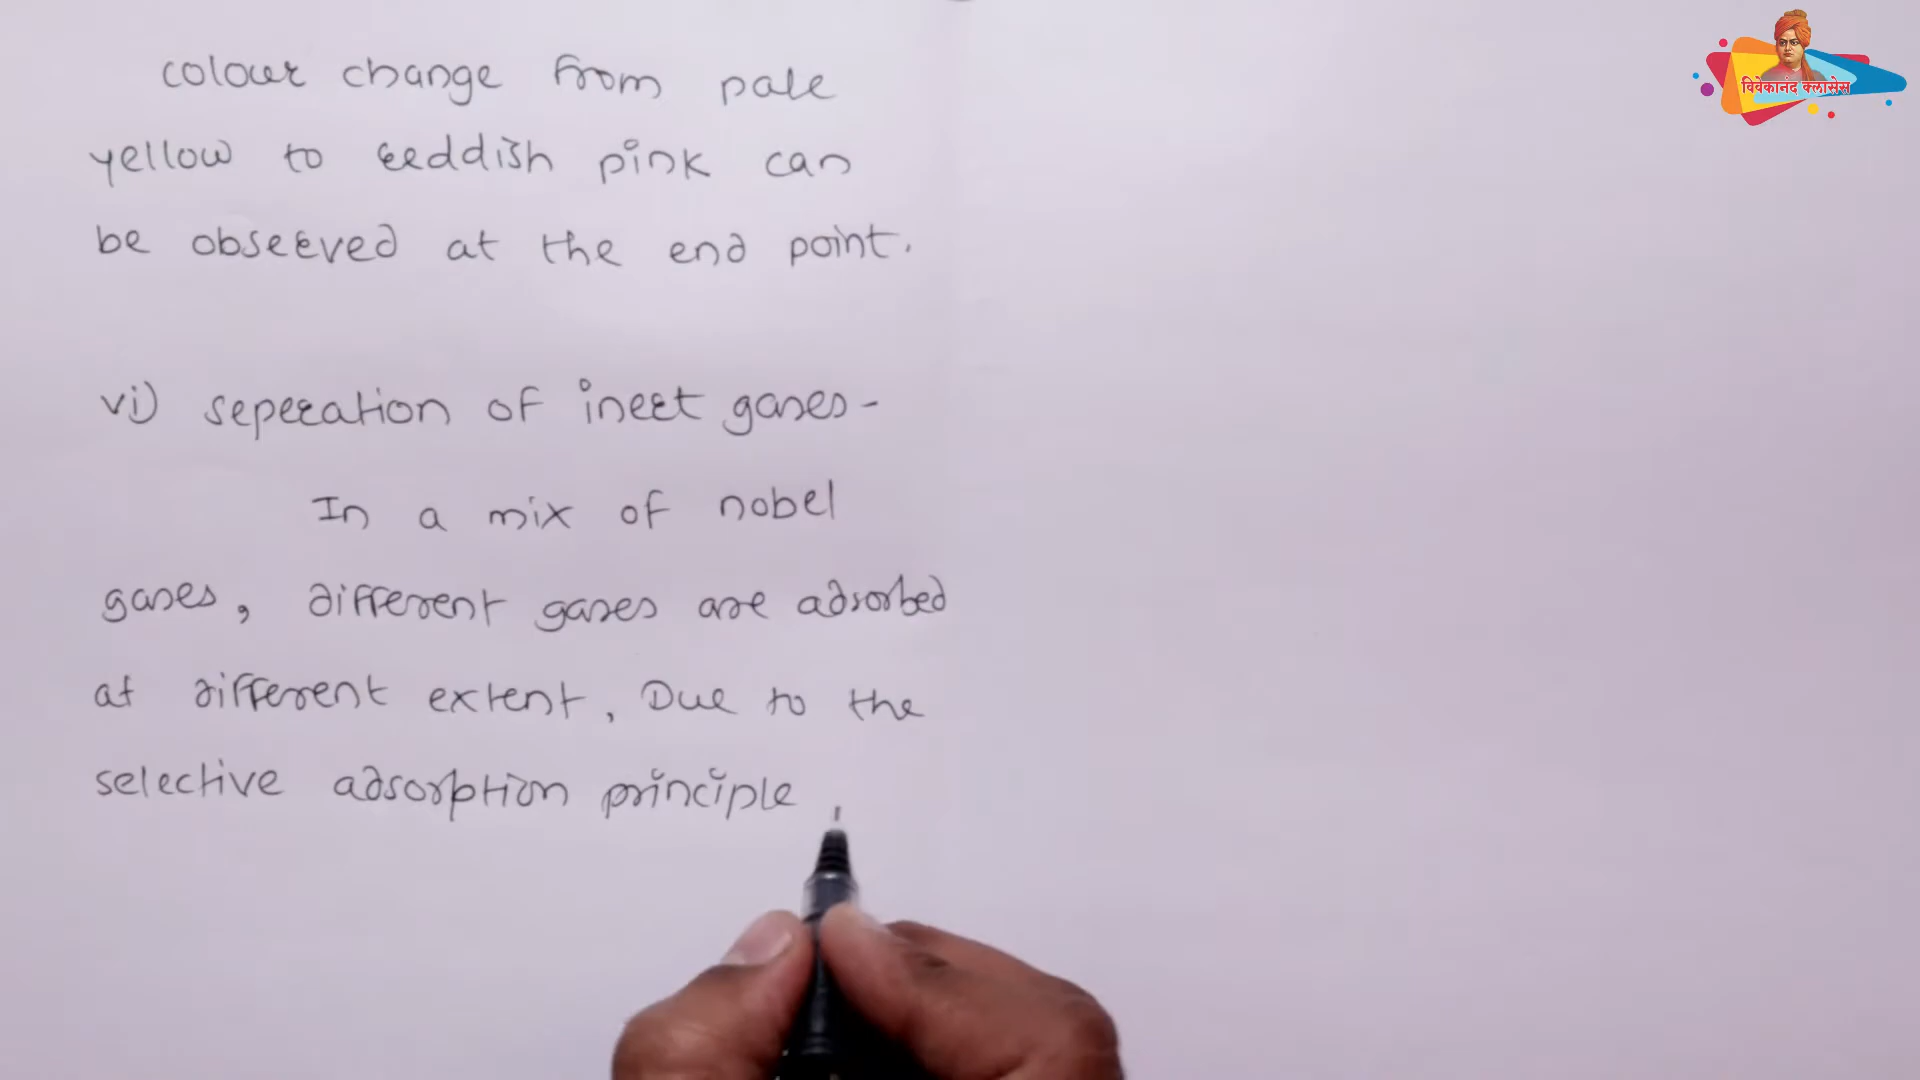 colour change from pale
yellow to reddish pink can
be observed at the end point.
vi) seperation of inert gases-
In a mix of nobel
gases, different gases are adsorbed
at different extent, Due to the
selective adsorption principle
विवेकानंद क्लासेस